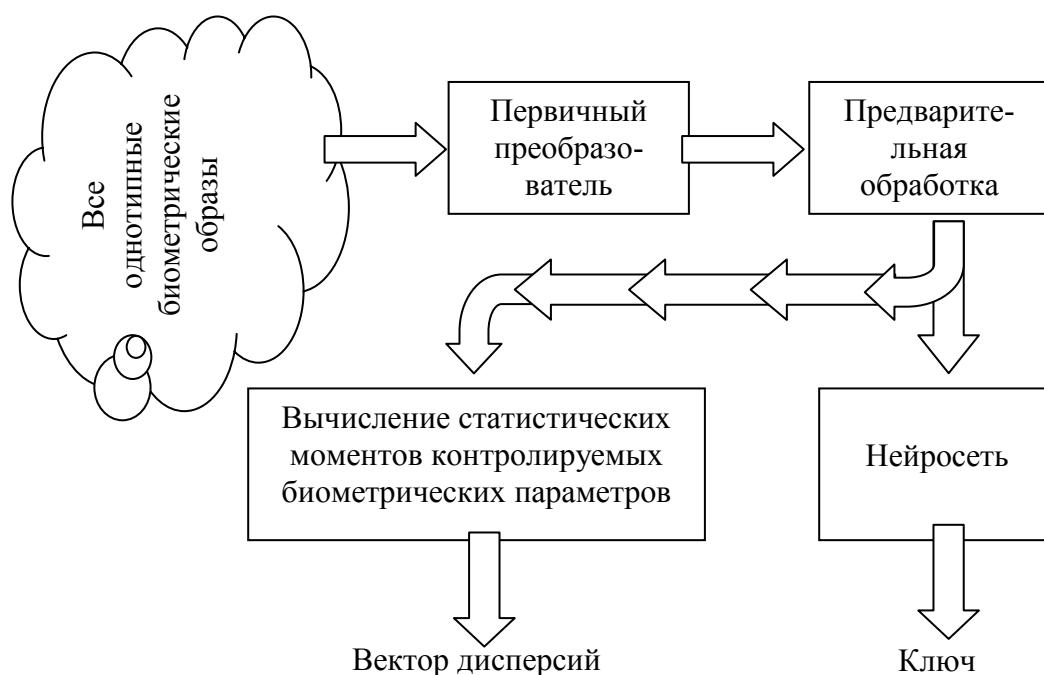 Все
однотипные
биометрические
образы
Первичный
преобразо-
ватель
Предварите-
льная
обработка
Вычисление статистических
моментов контролируемых
биометрических параметров
Нейросеть
Вектор дисперсий
Ключ